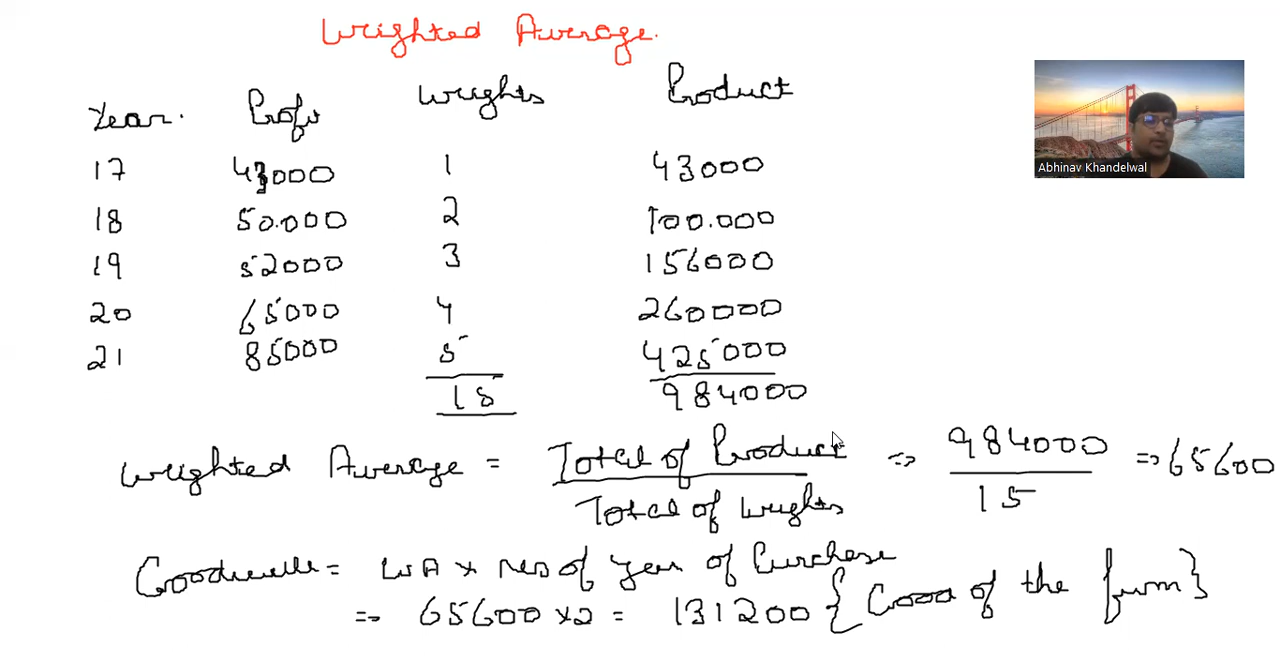 Weighted Average.
Year. Profit Weights Product
17 43000 1 43000
18 50.000 2 100.000
19 52000 3 156000
20 65000 4 260000
21 85000 5 425000
15 984000
Weighted Average = Total of Product / Total of Weights => 984000 / 15 => 65600
Goodwill = WA x no of year of Purchase
=> 65600 x 2 = 131200 { Good of the firm }
Abhinav Khandelwal